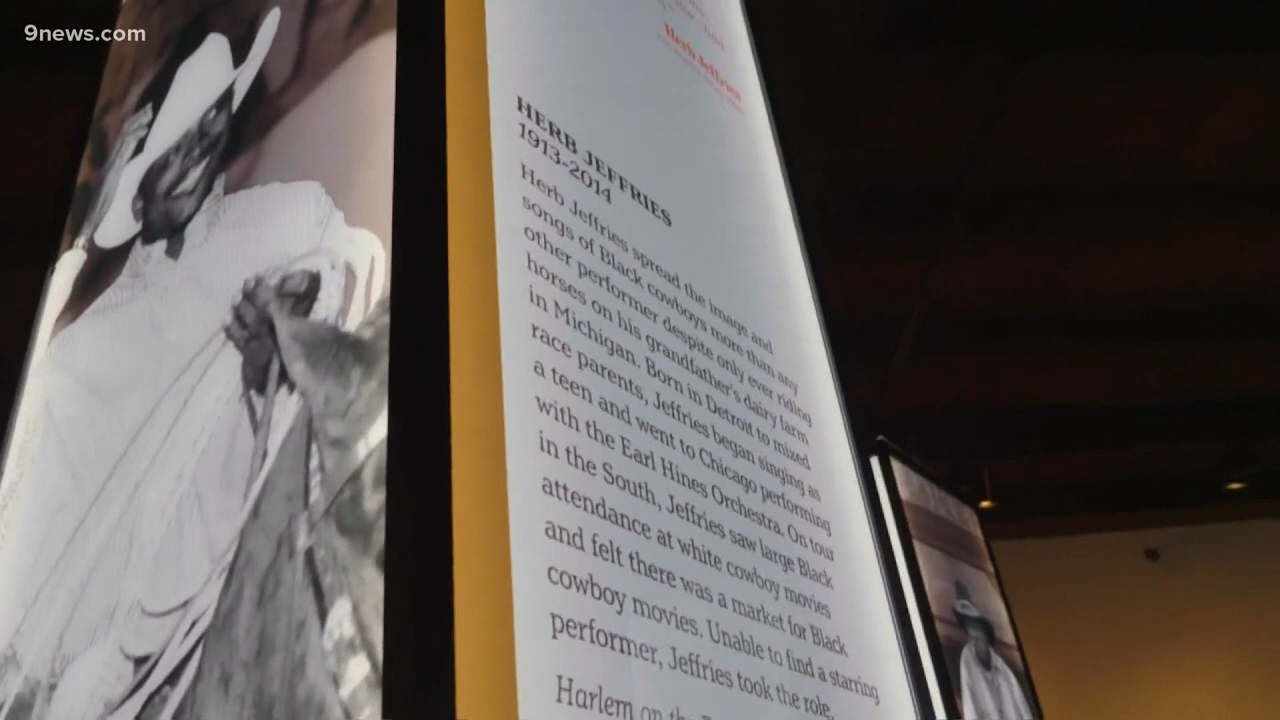 9news.com
Herb Jeffries
HERB JEFFRIES
1913-2014
Herb Jeffries spread the image and
songs of Black cowboys more than any
other performer despite only ever riding
horses on his grandfather's dairy farm
in Michigan. Born in Detroit to mixed
race parents, Jeffries began singing as
a teen and went to Chicago performing
with the Earl Hines Orchestra. On tour
in the South, Jeffries saw large Black
attendance at white cowboy movies
and felt there was a market for Black
cowboy movies. Unable to find a starring
performer, Jeffries took the role.
Harlem on the